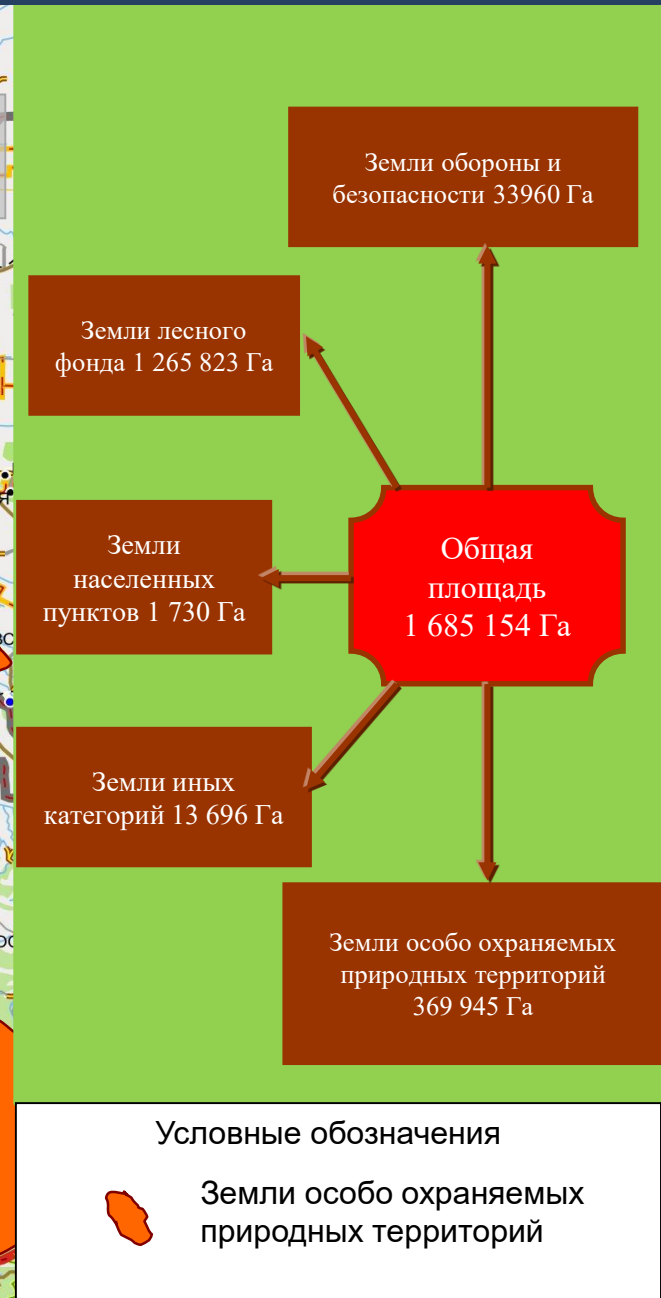 Земли обороны и
безопасности 33960 Га
Земли лесного
фонда 1 265 823 Га
Земли
населенных
пунктов 1 730 Га
Общая
площадь
1 685 154 Га
Земли иных
категорий 13 696 Га
Земли особо охраняемых
природных территорий
369 945 Га
Условные обозначения
Земли особо охраняемых
природных территорий